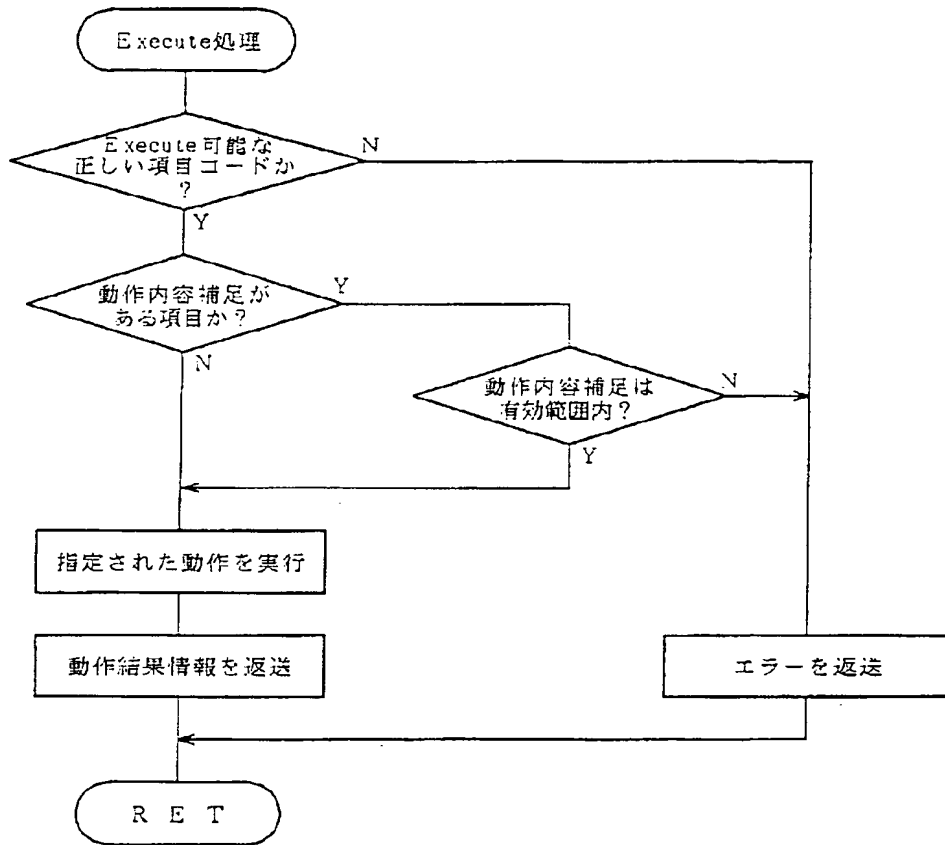 Execute処理
Execute可能な
正しい項目コードか
?
N
Y
動作内容補足が
ある項目か?
Y
N
動作内容補足は
有効範囲内?
N
Y
指定された動作を実行
動作結果情報を返送
エラーを返送
RET